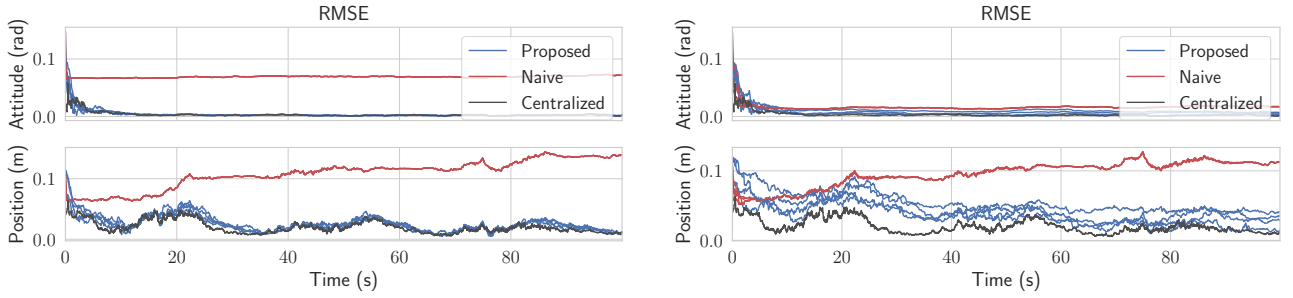 RMSE
Attitude (rad)
0.1
0.0
Proposed
Naive
Centralized
Position (m)
0.1
0.0
0 20 40 60 80
Time (s)
RMSE
Attitude (rad)
0.1
0.0
Proposed
Naive
Centralized
Position (m)
0.1
0.0
0 20 40 60 80
Time (s)